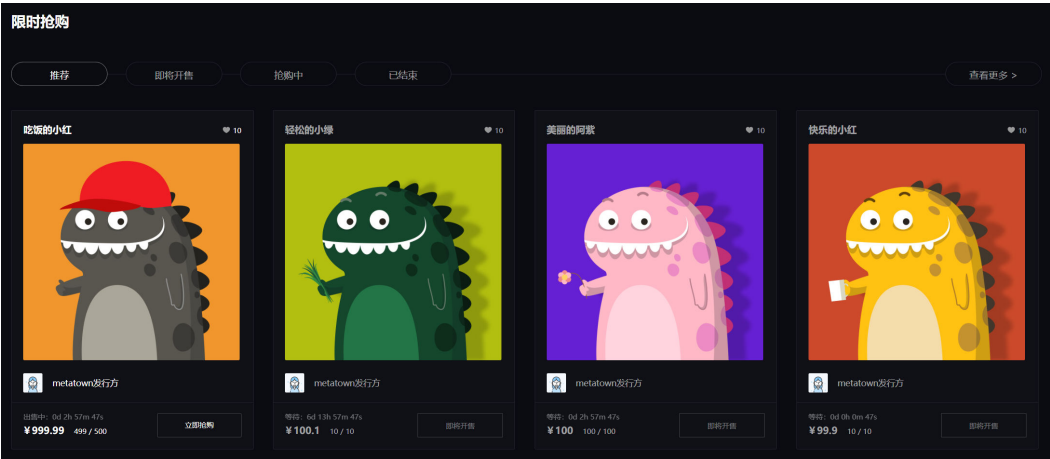 限时抢购
推荐 即将开售 抢购中 已结束 查看更多 >
吃饭的小红 10
轻松的小绿 10
美丽的阿紫 10
快乐的小红 10
metatown发行方
metatown发行方
metatown发行方
metatown发行方
出售中: 0d 2h 57m 47s
¥999.99 499 / 500
立即抢购
等待: 6d 13h 57m 47s
¥100.1 10 / 10
即将开售
等待: 0d 2h 57m 47s
¥100 100 / 100
即将开售
等待: 0d 0h 0m 47s
¥99.9 10 / 10
即将开售